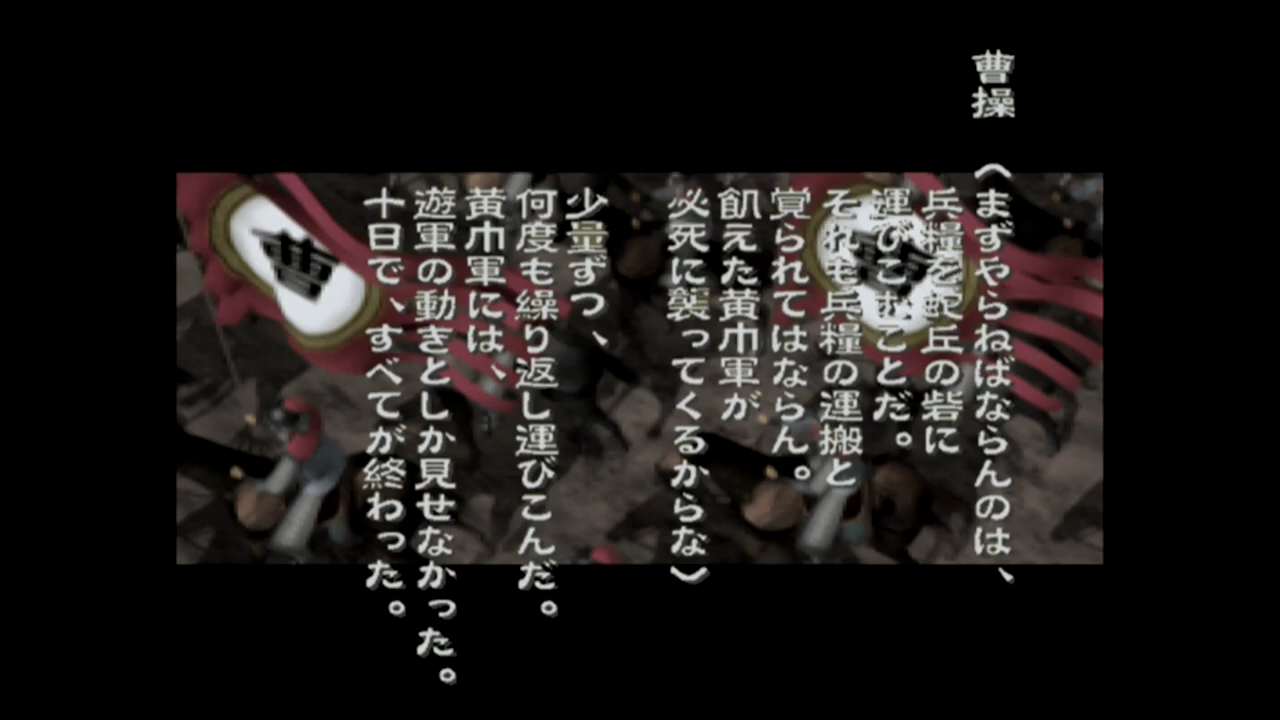 曹操
〈まずやらねばならんのは、
兵糧を蛇丘の砦に
運びこむことだ。
それも兵糧の運搬と
覚られてはならん。
飢えた黄巾軍が
必死に襲ってくるからな〉
少量ずつ、
何度も繰り返し運びこんだ。
黄巾軍には、
遊軍の動きとしか見せなかった。
十日で、すべてが終わった。
曹